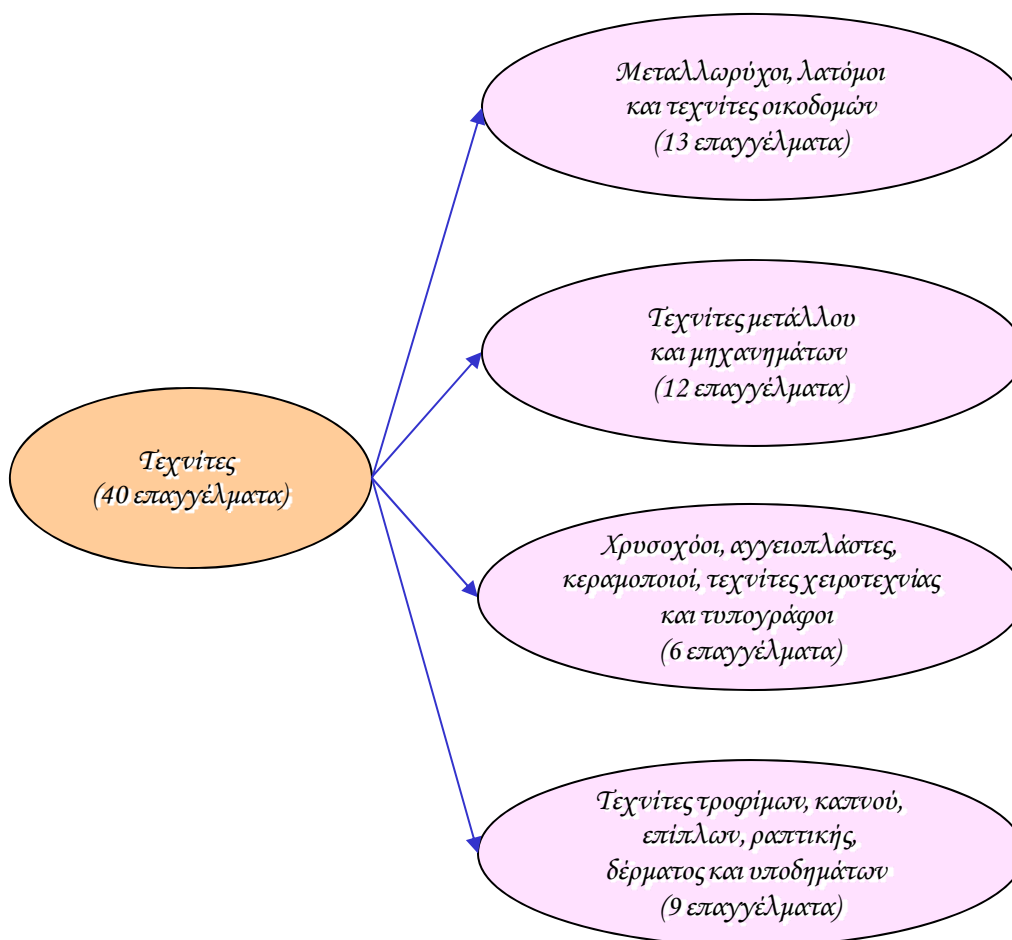 Μεταλλωρύχοι, λατόμοι
και τεχνίτες οικοδομών
(13 επαγγέλματα)
Τεχνίτες μετάλλου
και μηχανημάτων
(12 επαγγέλματα)
Τεχνίτες
(40 επαγγέλματα)
Χρυσοχόοι, αγγειοπλάστες,
κεραμοποιοί, τεχνίτες χειροτεχνίας
και τυπογράφοι
(6 επαγγέλματα)
Τεχνίτες τροφίμων, καπνού,
επίπλων, ραπτικής,
δέρματος και υποδημάτων
(9 επαγγέλματα)